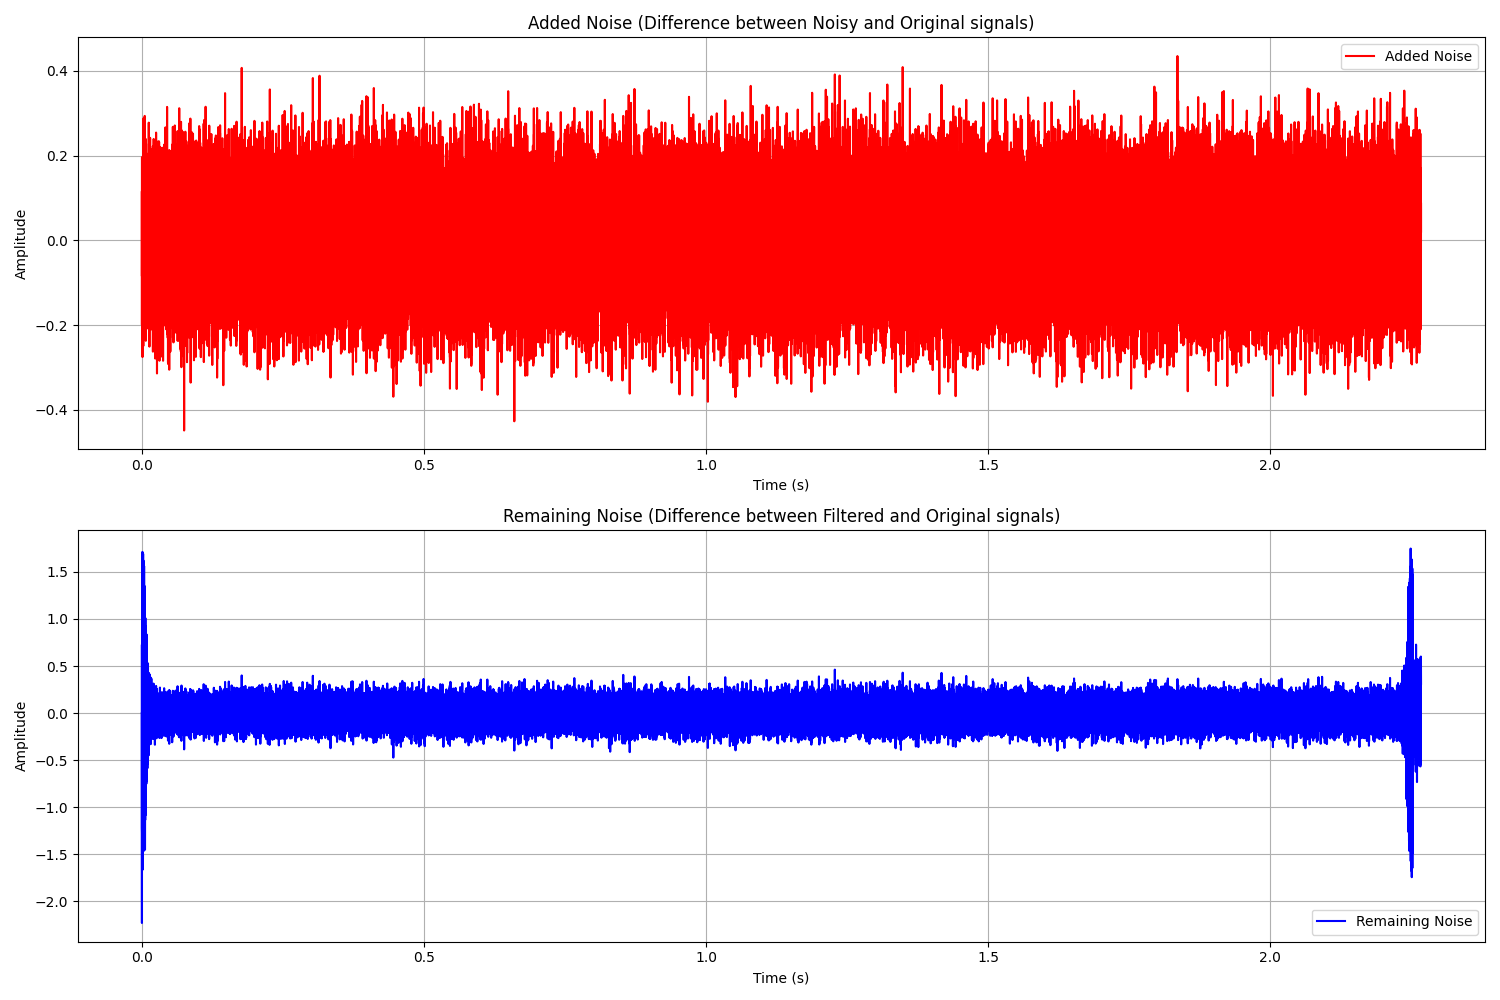 Added Noise (Difference between Noisy and Original signals)
Added Noise
0.4
0.2
0.0
−0.2
−0.4
Amplitude
0.0 0.5 1.0 1.5 2.0
Time (s)
Remaining Noise (Difference between Filtered and Original signals)
1.5
1.0
0.5
0.0
−0.5
−1.0
−1.5
−2.0
Amplitude
Remaining Noise
0.0 0.5 1.0 1.5 2.0
Time (s)